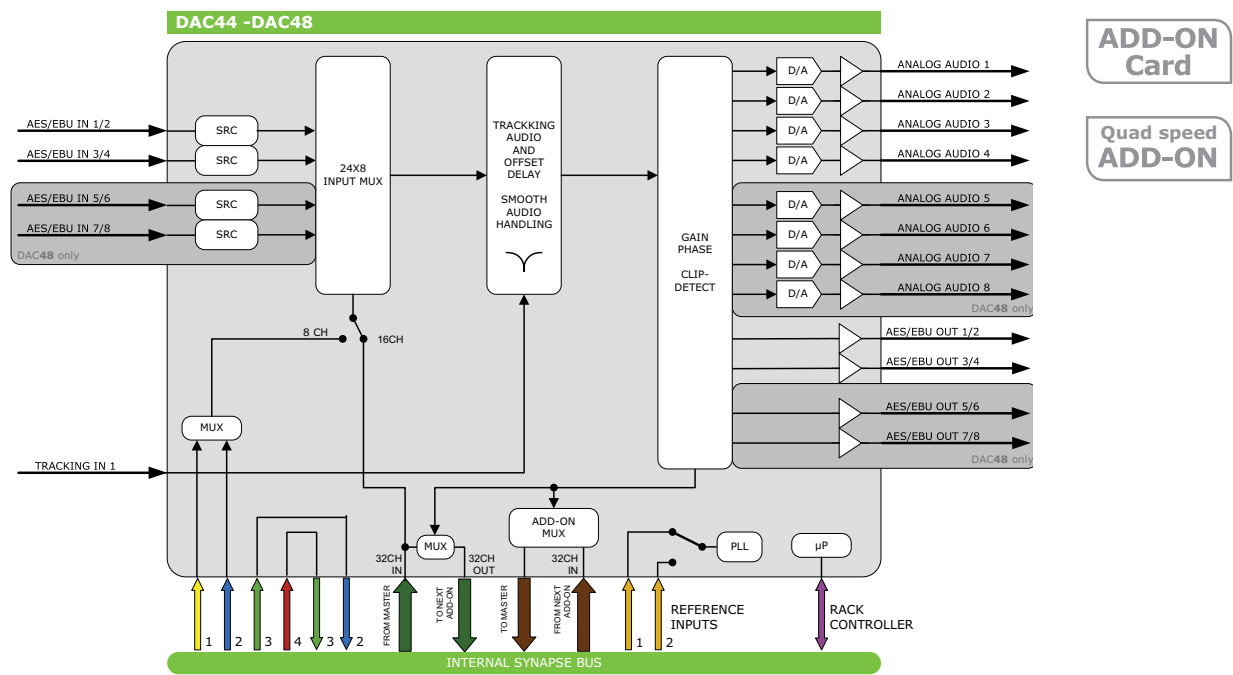 DAC44 -DAC48
ADD-ON
Card
Quad speed
ADD-ON
AES/EBU IN 1/2
AES/EBU IN 3/4
AES/EBU IN 5/6
AES/EBU IN 7/8
DAC48 only
SRC
SRC
SRC
SRC
24X8
INPUT MUX
TRACKKING
AUDIO
AND
OFFSET
DELAY
SMOOTH
AUDIO
HANDLING
GAIN
PHASE
CLIP-
DETECT
D/A
D/A
D/A
D/A
D/A
D/A
D/A
D/A
ANALOG AUDIO 1
ANALOG AUDIO 2
ANALOG AUDIO 3
ANALOG AUDIO 4
ANALOG AUDIO 5
ANALOG AUDIO 6
ANALOG AUDIO 7
ANALOG AUDIO 8
DAC48 only
AES/EBU OUT 1/2
AES/EBU OUT 3/4
AES/EBU OUT 5/6
AES/EBU OUT 7/8
DAC48 only
8 CH
16CH
MUX
TRACKING IN 1
MUX
ADD-ON
MUX
PLL
µP
32CH
IN
32CH
OUT
32CH
IN
1
2
3
4
3
2
FROM MASTER
TO NEXT
ADD-ON
TO MASTER
FROM NEXT
ADD-ON
1
2
REFERENCE
INPUTS
RACK
CONTROLLER
INTERNAL SYNAPSE BUS